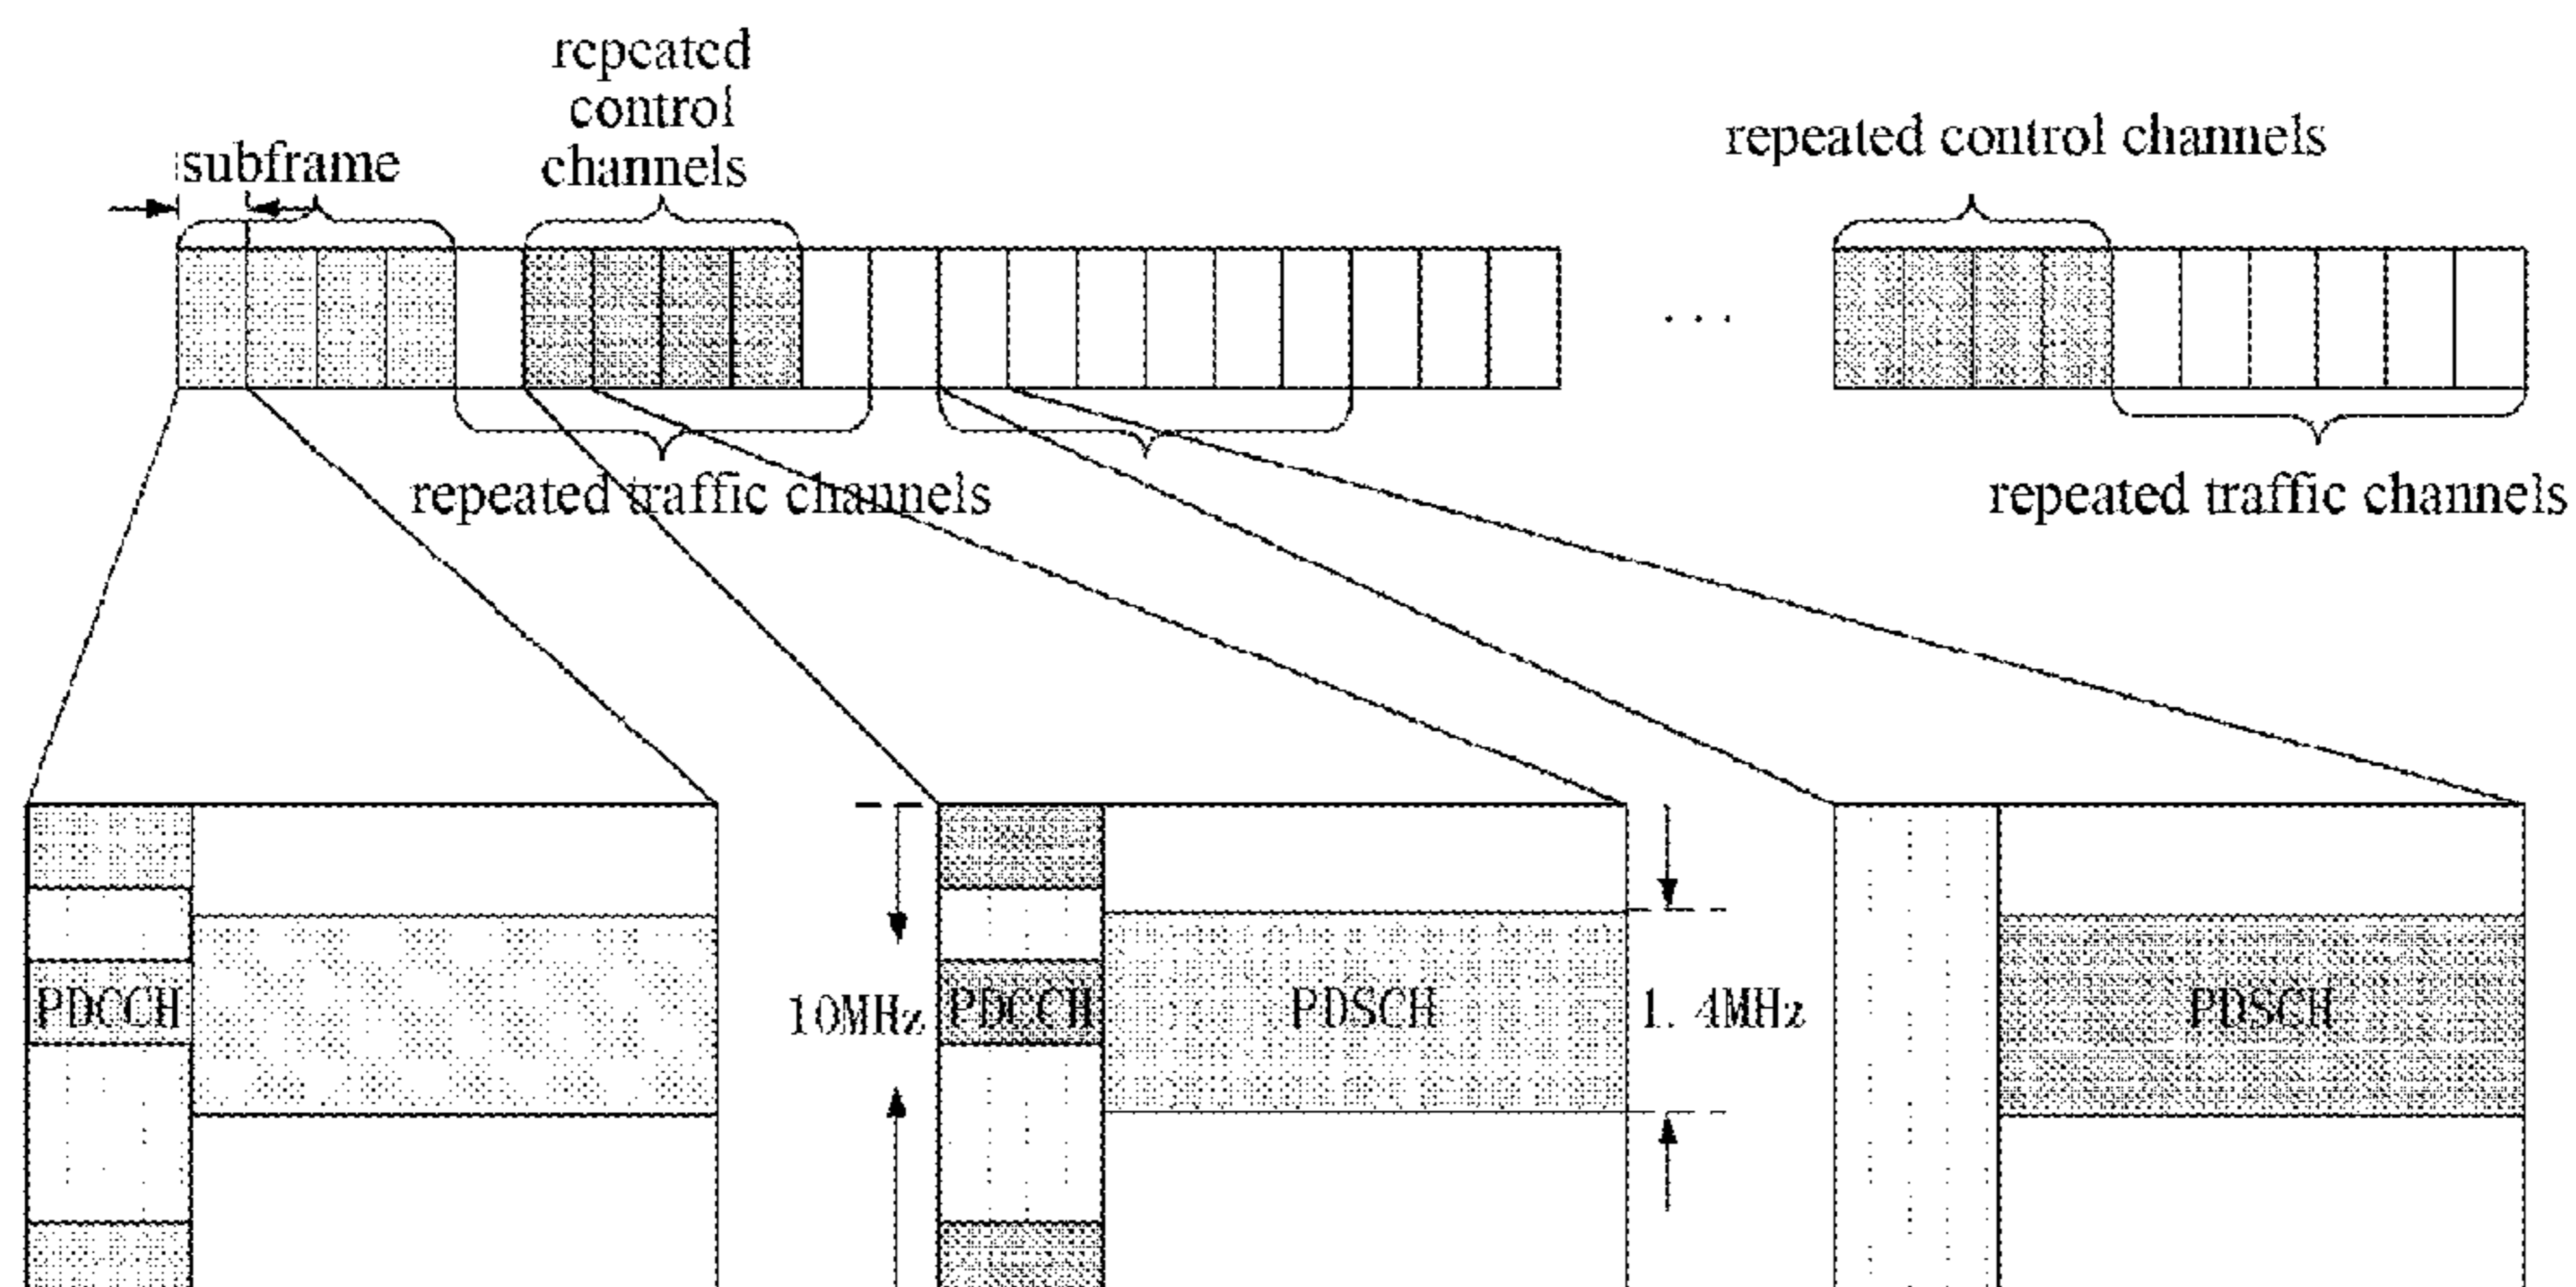 repeated
control
channels
subframe
repeated control channels
. . .
repeated traffic channels
repeated traffic channels
PDCCH
10MHz
PDCCH
PDSCH
1. 4MHz
PDSCH